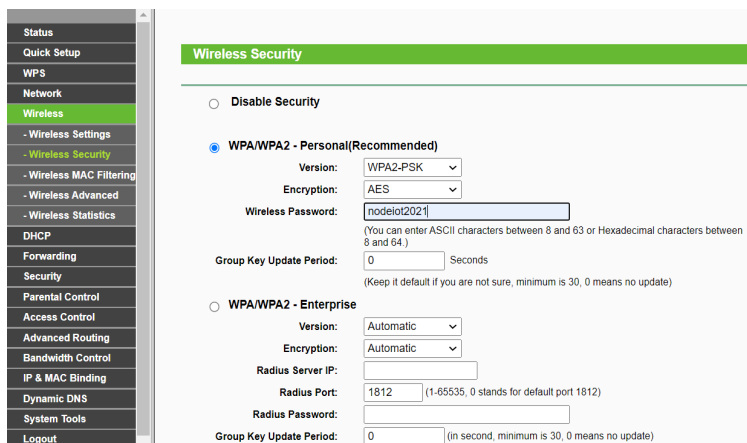 Status
Quick Setup
WPS
Network
Wireless
- Wireless Settings
- Wireless Security
- Wireless MAC Filtering
- Wireless Advanced
- Wireless Statistics
DHCP
Forwarding
Security
Parental Control
Access Control
Advanced Routing
Bandwidth Control
IP & MAC Binding
Dynamic DNS
System Tools
Logout
Wireless Security
Disable Security
WPA/WPA2 - Personal(Recommended)
Version: WPA2-PSK
Encryption: AES
Wireless Password: nodeiot2021
(You can enter ASCII characters between 8 and 63 or Hexadecimal characters between
8 and 64.)
Group Key Update Period: 0 Seconds
(Keep it default if you are not sure, minimum is 30, 0 means no update)
WPA/WPA2 - Enterprise
Version: Automatic
Encryption: Automatic
Radius Server IP:
Radius Port: 1812 (1-65535, 0 stands for default port 1812)
Radius Password:
Group Key Update Period: 0 (in second, minimum is 30, 0 means no update)